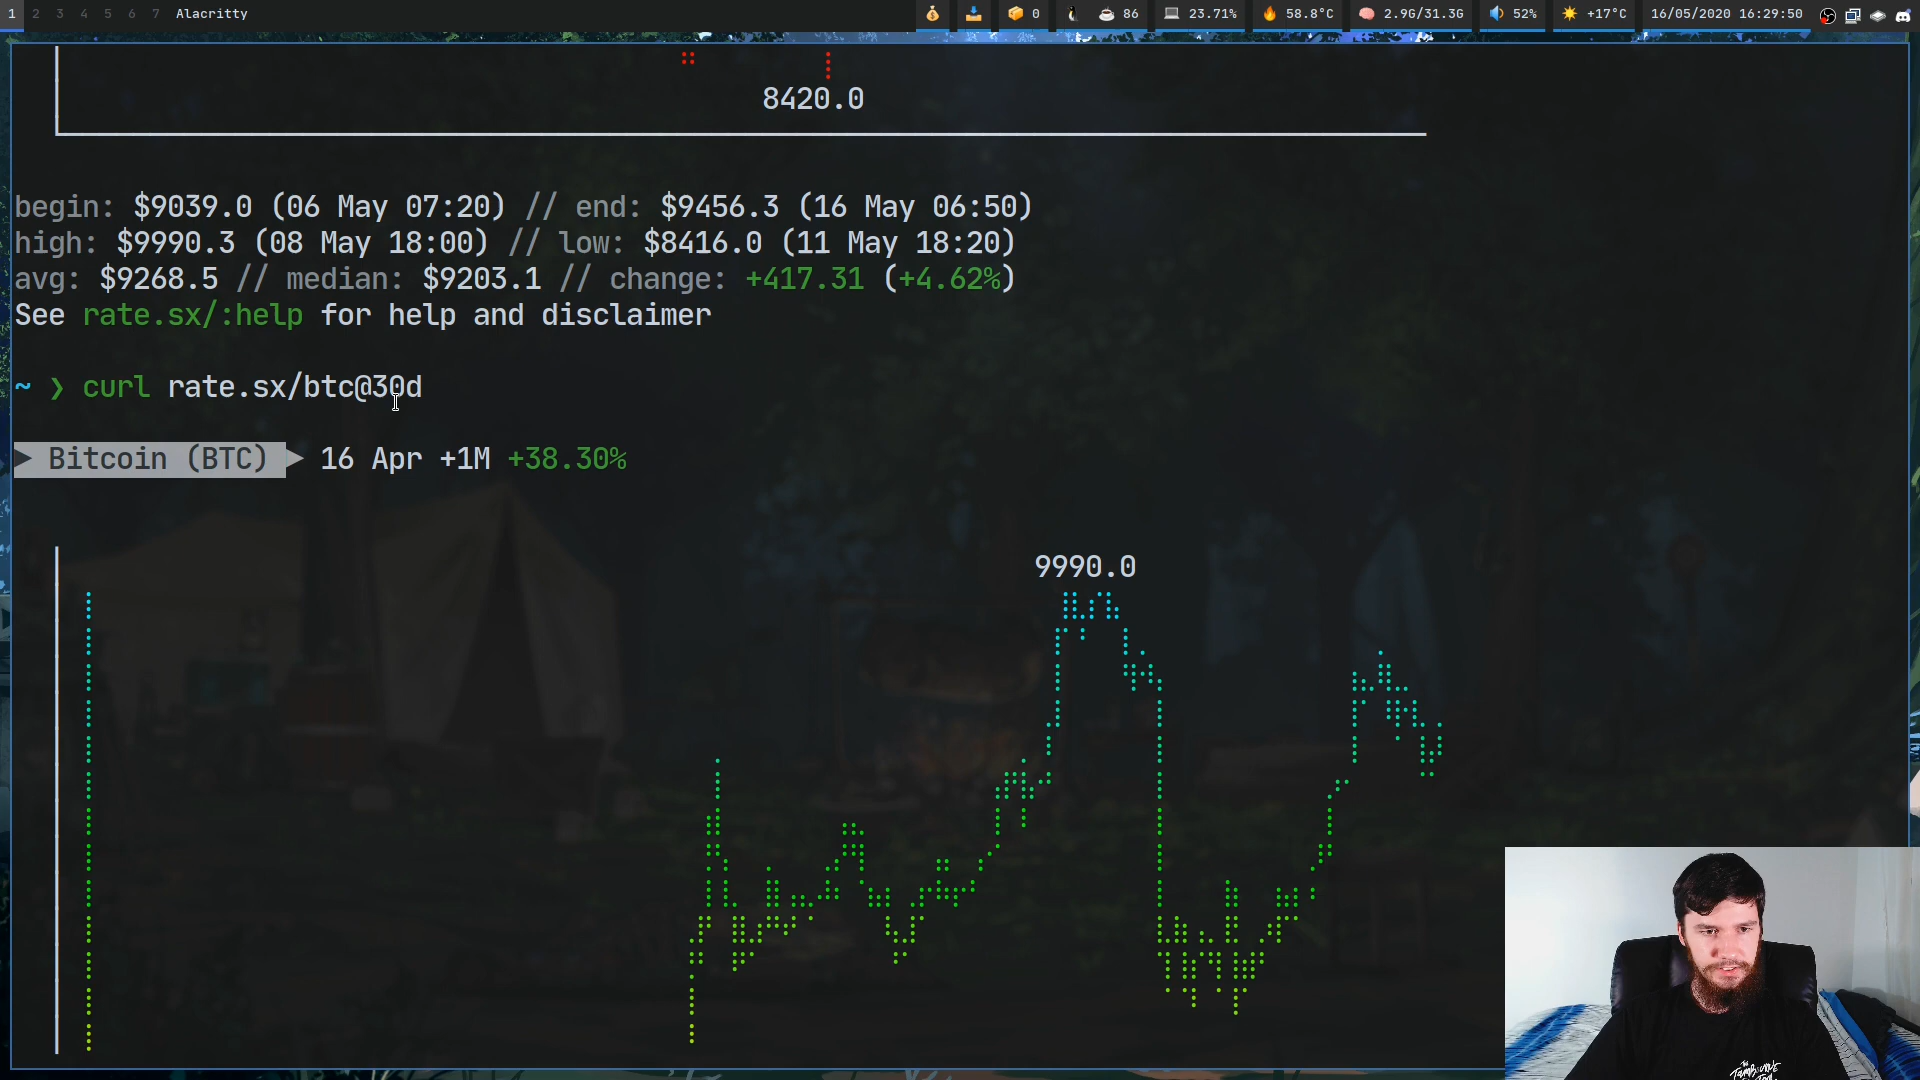 1 2 3 4 5 6 7 Alacritty
0
86
23.71%
58.8°C
2.9G/31.3G
52%
+17°C
16/05/2020 16:29:50
8420.0
begin: $9039.0 (06 May 07:20) // end: $9456.3 (16 May 06:50)
high: $9990.3 (08 May 18:00) // low: $8416.0 (11 May 18:20)
avg: $9268.5 // median: $9203.1 // change: +417.31 (+4.62%)
See rate.sx/:help for help and disclaimer
~ ❯ curl rate.sx/btc@30d
▶ Bitcoin (BTC) ▶ 16 Apr +1M +38.30%
9990.0